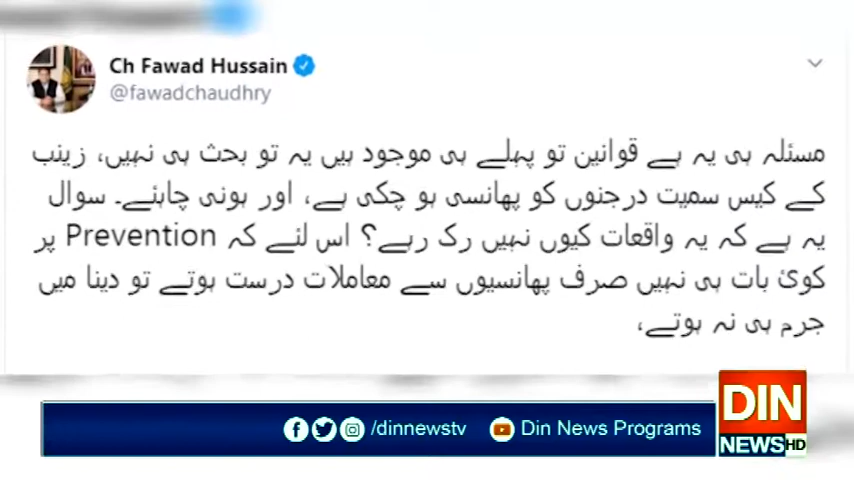 Ch Fawad Hussain
@fawadchaudhry
مسئلہ ہی یہ ہے قوانین تو پہلے ہی موجود ہیں یہ تو بحث ہی نہیں، زینب
کے کیس سمیت درجنوں کو پھانسی ہو چکی ہے، اور ہونی چاہئے۔ سوال
یہ ہے کہ یہ واقعات کیوں نہیں رک رہے؟ اس لئے کہ Prevention پر
کوئ بات ہی نہیں صرف پھانسیوں سے معاملات درست ہوتے تو دینا میں
جرم ہی نہ ہوتے،
/dinnewstv Din News Programs
DIN
NEWS HD